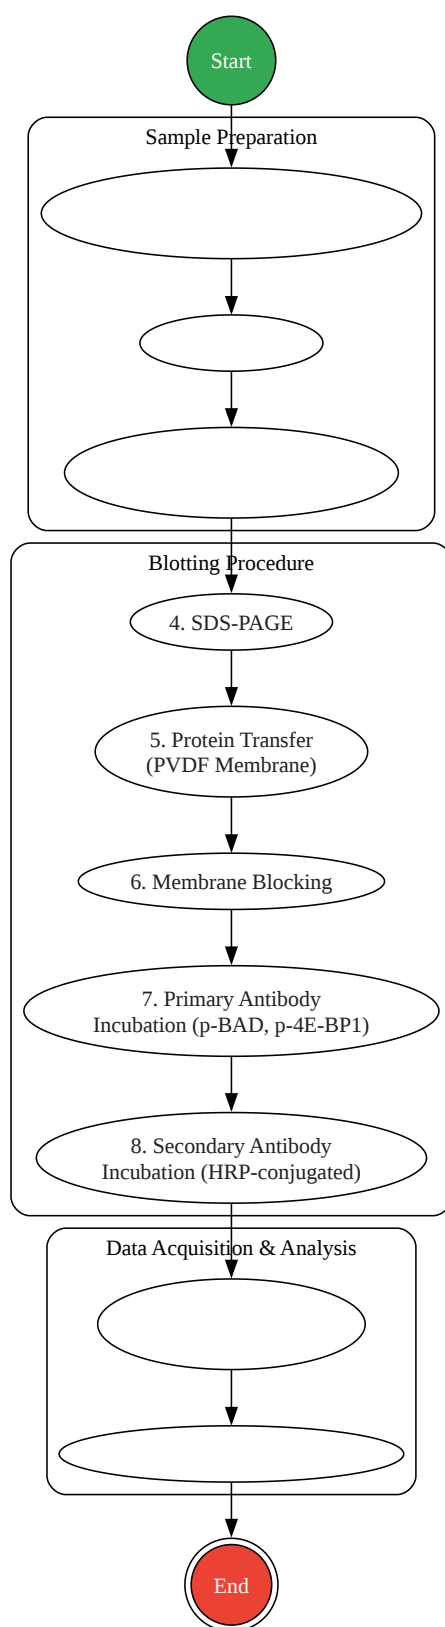 Start
Sample Preparation
Blotting Procedure
4. SDS-PAGE
5. Protein Transfer
(PVDF Membrane)
6. Membrane Blocking
7. Primary Antibody
Incubation (p-BAD, p-4E-BP1)
8. Secondary Antibody
Incubation (HRP-conjugated)
Data Acquisition & Analysis
End